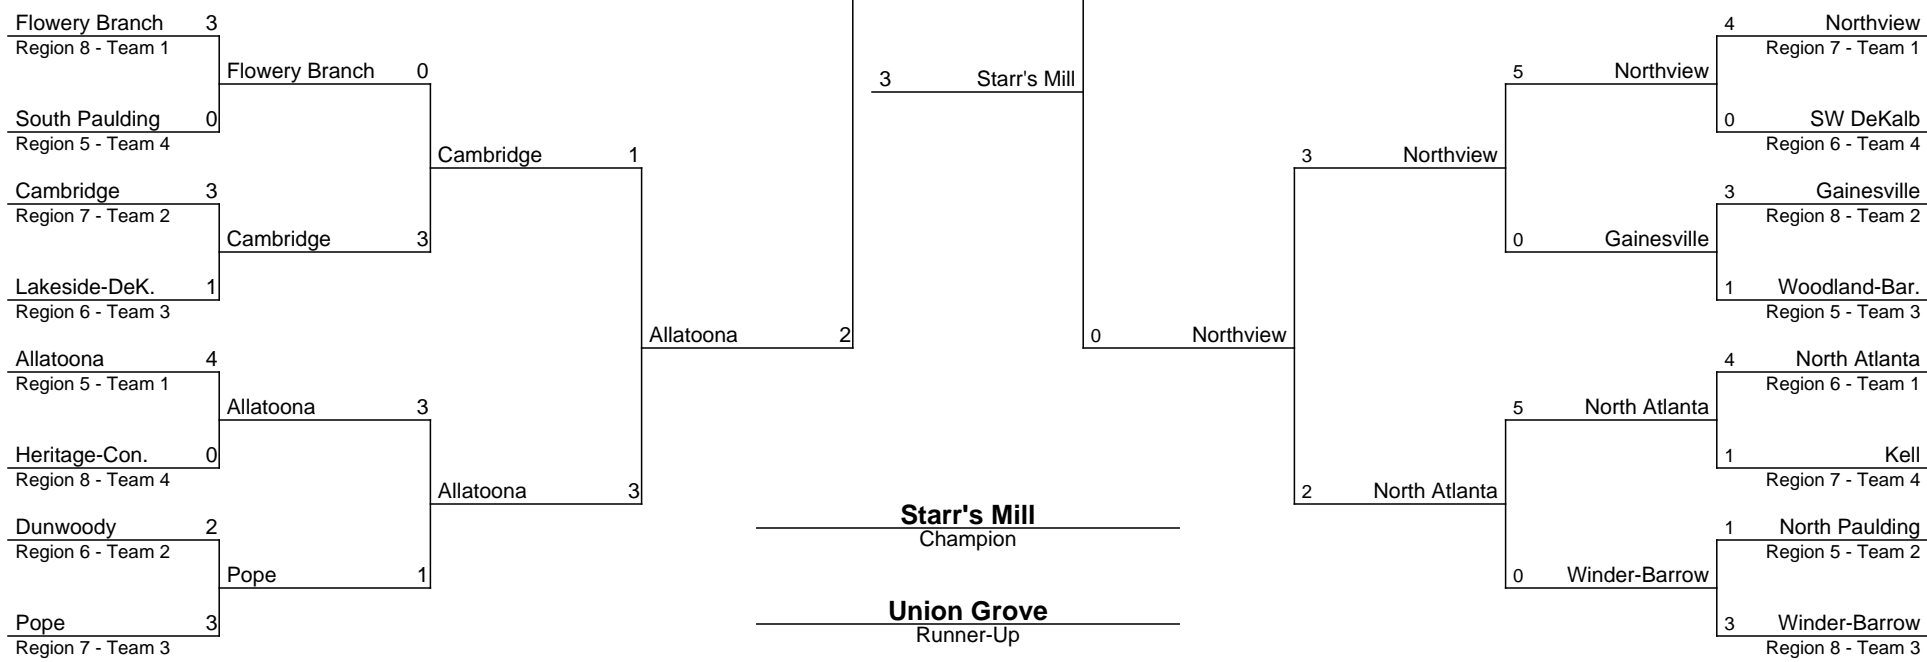 Flowery Branch 3
Region 8 - Team 1
Flowery Branch 0
South Paulding 0
Region 5 - Team 4
Cambridge 1
Cambridge 3
Region 7 - Team 2
Cambridge 3
Lakeside-DeK. 1
Region 6 - Team 3
Allatoona 2
Allatoona 4
Region 5 - Team 1
Allatoona 3
Heritage-Con. 0
Region 8 - Team 4
Allatoona 3
Dunwoody 2
Region 6 - Team 2
Pope 1
Pope 3
Region 7 - Team 3
3 Starr's Mill
Starr's Mill
Champion
Union Grove
Runner-Up
4 Northview
Region 7 - Team 1
5 Northview
0 SW DeKalb
Region 6 - Team 4
3 Northview
3 Gainesville
Region 8 - Team 2
0 Gainesville
1 Woodland-Bar.
Region 5 - Team 3
0 Northview
4 North Atlanta
Region 6 - Team 1
5 North Atlanta
1 Kell
Region 7 - Team 4
2 North Atlanta
1 North Paulding
Region 5 - Team 2
0 Winder-Barrow
3 Winder-Barrow
Region 8 - Team 3